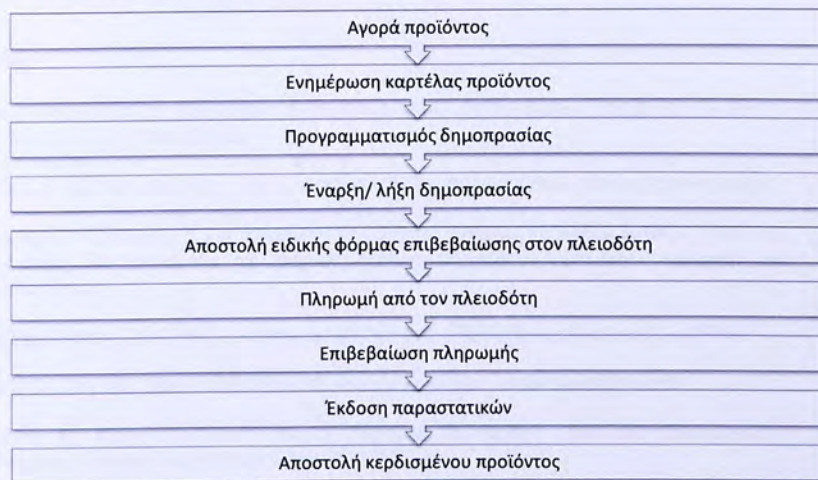 Αγορά προϊόντος
Ενημέρωση καρτέλας προϊόντος
Προγραμματισμός δημοπρασίας
Έναρξη/ λήξη δημοπρασίας
Αποστολή ειδικής φόρμας επιβεβαίωσης στον πλειοδότη
Πληρωμή από τον πλειοδότη
Επιβεβαίωση πληρωμής
Έκδοση παραστατικών
Αποστολή κερδισμένου προϊόντος